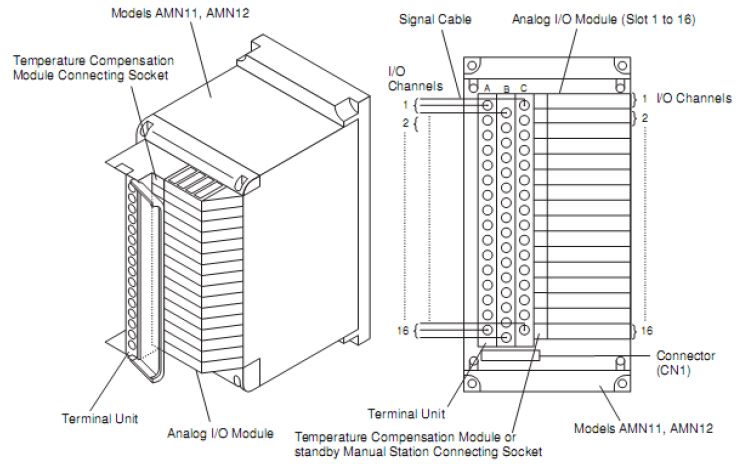 Models AMN11, AMN12
Temperature Compensation
Module Connecting Socket
Terminal Unit
Analog I/O Module
Signal Cable
Analog I/O Module (Slot 1 to 16)
I/O
Channels
A B C
1
2
16
1 I/O Channels
2
16
Connector
(CN1)
Terminal Unit
Temperature Compensation Module or
standby Manual Station Connecting Socket
Models AMN11, AMN12